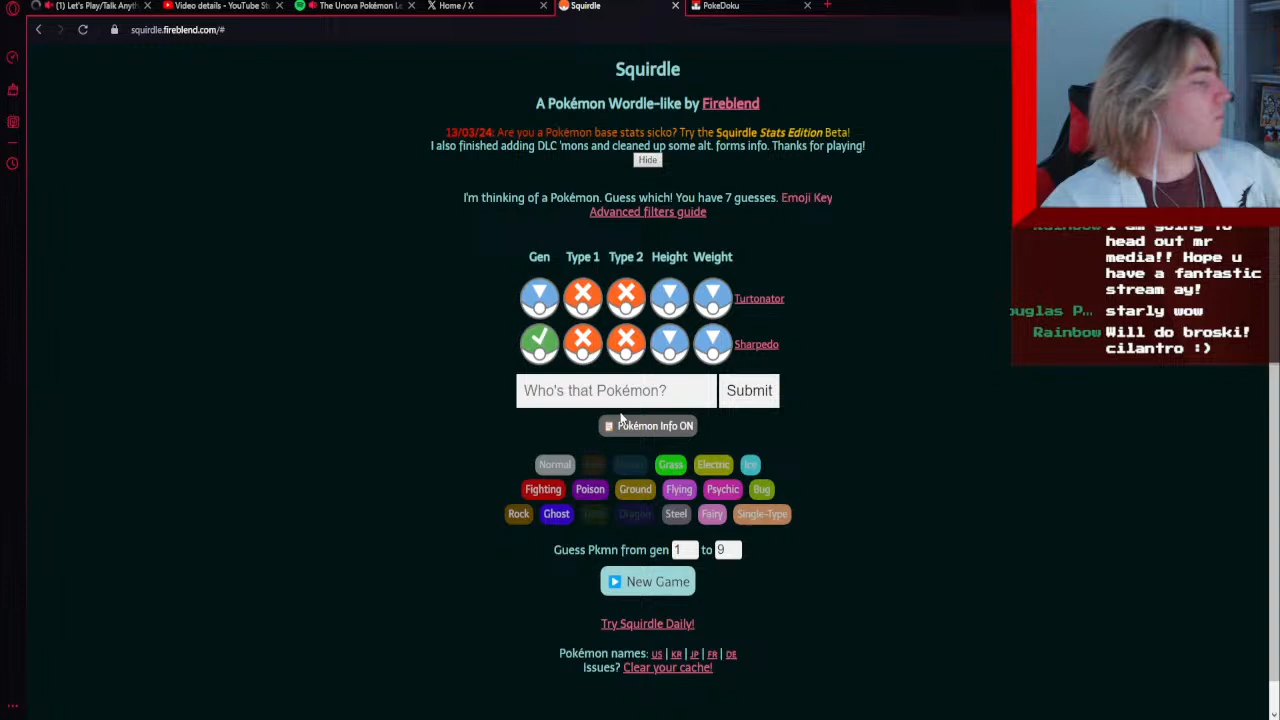 (1) Let's Play/Talk Anyth
Video details - YouTube St
The Unova Pokémon Le
Home / X
Squirdle
PokeDoku
squirdle.fireblend.com/#
Squirdle
A Pokémon Wordle-like by Fireblend
13/03/24: Are you a Pokémon base stats sicko? Try the Squirdle Stats Edition Beta!
I also finished adding DLC 'mons and cleaned up some alt. forms info. Thanks for playing!
Hide
I'm thinking of a Pokémon. Guess which! You have 7 guesses. Emoji Key
Advanced filters guide
Gen Type 1 Type 2 Height Weight
Turtonator
Sharpedo
Who's that Pokémon? Submit
Pokémon Info ON
Normal Grass Electric Ice
Fighting Poison Ground Flying Psychic Bug
Rock Ghost Dragon Steel Fairy Single-Type
Guess Pkmn from gen 1 to 9
New Game
Try Squirdle Daily!
Pokémon names: US | KR | JP | FR | DE
Issues? Clear your cache!
Rainbow I am going to
head out mr
media!! Hope u
have a fantastic
stream ay!
ouglas P... starly wow
Rainbow Will do broski!
cilantro :)